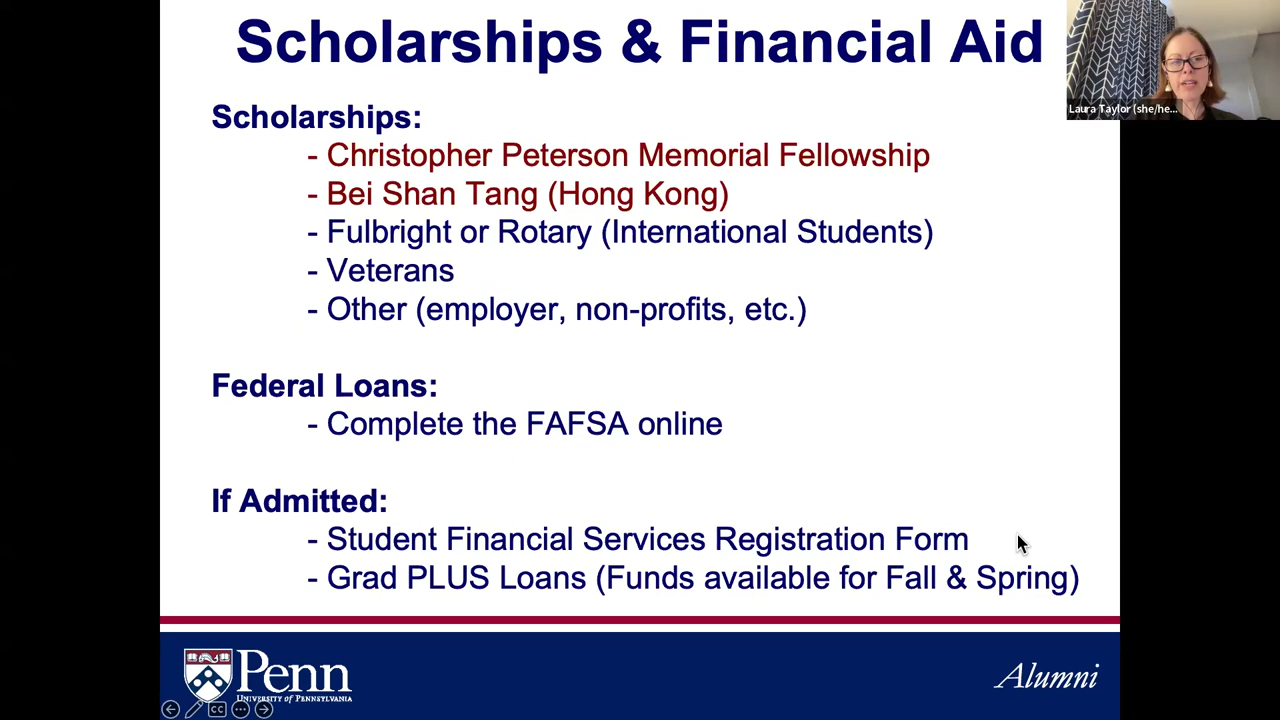 Scholarships & Financial Aid
Laura Taylor (she/he...
Scholarships:
- Christopher Peterson Memorial Fellowship
- Bei Shan Tang (Hong Kong)
- Fulbright or Rotary (International Students)
- Veterans
- Other (employer, non-profits, etc.)
Federal Loans:
- Complete the FAFSA online
If Admitted:
- Student Financial Services Registration Form
- Grad PLUS Loans (Funds available for Fall & Spring)
Penn
UNIVERSITY OF PENNSYLVANIA
Alumni
CC